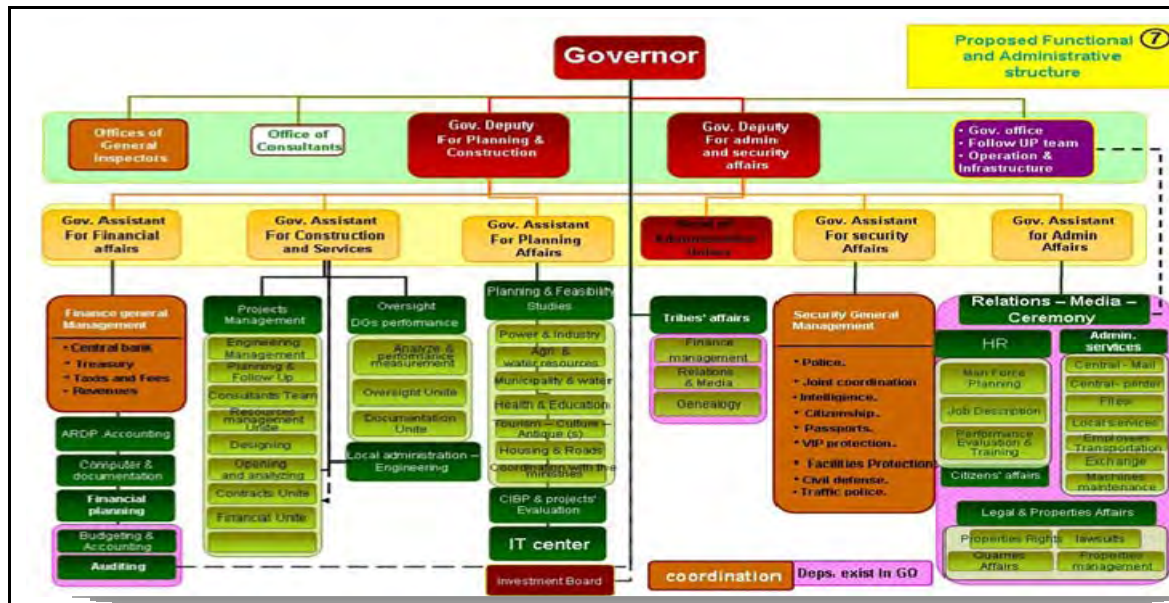 Governor
Proposed Functional 7
and Administrative
structure
Offices of
General
Inspectors
Office of
Consultants
Gov. Deputy
For Planning &
Construction
Gov. Deputy
For admin
and security
affairs
• Gov. office
• Follow UP team
• Operation &
Infrastructure
Gov. Assistant
For Financial
affairs
Gov. Assistant
For Construction
and Services
Gov. Assistant
For Planning
Affairs
Gov. Assistant
For security
Affairs
Gov. Assistant
for Admin
Affairs
Finance general
Management
• Central bank
• Treasury
• Taxes and Fees
• Revenues
ARDP .Accounting
Computer &
documentation
Financial
planning
Budgeting &
Accounting
Auditing
Projects
Management
Engineering
Management
Planning &
Follow Up
Consultants Team
Resources
management
Unite
Designing
Opening
and analyzing
Contracts Unite
Financial Unite
Oversight
DGs performance
Analyze &
performance
measurement
Oversight Unite
Documentation
Unite
Local administration –
Engineering
Planning & Feasibility
Studies
Power & Industry
Agri. &
water resources
Municipality & water
Health & Education
Tourism – Culture –
Antique (s)
Housing & Roads
Coordination with the
ministries
CIBP & projects'
Evaluation
IT center
Investment Board
Tribes' affairs
Finance
management
Relations
& Media
Genealogy
Security General
Management
• Police.
• Joint coordination
• Intelligence.
• Citizenship.
• Passports.
• VIP protection.
• Facilities Protection
• Civil defense.
• Traffic police.
Relations – Media –
Ceremony
HR
Man Force
Planning
Job Description
Performance
Evaluation &
Training
Citizens' affairs
Admin.
services
Central - Mail
Central- printer
Files
Local services
Employees
Transportation
Exchange
Machines
maintenance
Legal & Properties Affairs
Properties Rights
lawsuits
Quarries
Affairs
Properties
management
coordination
Deps. exist In GO